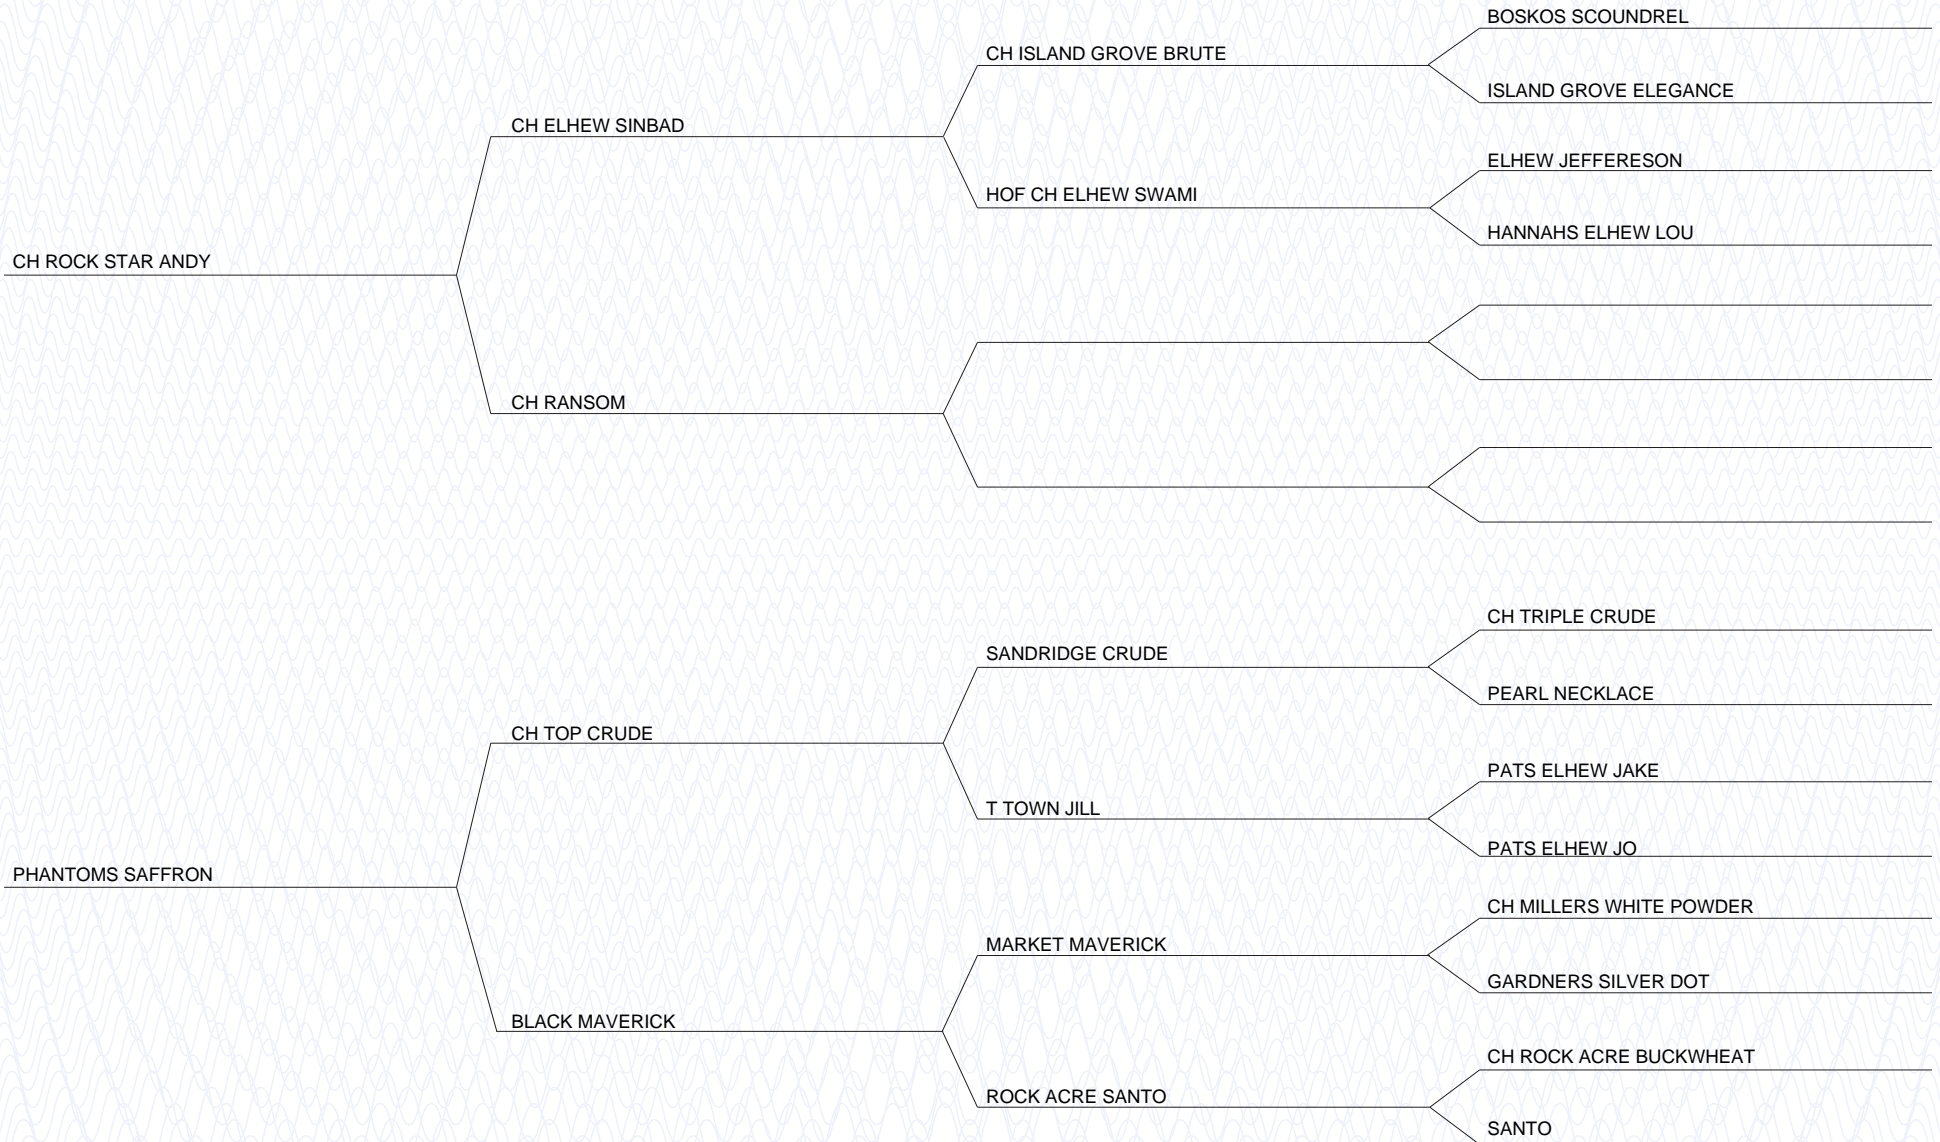 BOSKOS SCOUNDREL
CH ISLAND GROVE BRUTE
ISLAND GROVE ELEGANCE
CH ELHEW SINBAD
ELHEW JEFFERESON
HOF CH ELHEW SWAMI
HANNAHS ELHEW LOU
CH ROCK STAR ANDY
CH RANSOM
CH TRIPLE CRUDE
SANDRIDGE CRUDE
PEARL NECKLACE
CH TOP CRUDE
PATS ELHEW JAKE
T TOWN JILL
PATS ELHEW JO
PHANTOMS SAFFRON
CH MILLERS WHITE POWDER
MARKET MAVERICK
GARDNERS SILVER DOT
BLACK MAVERICK
CH ROCK ACRE BUCKWHEAT
ROCK ACRE SANTO
SANTO